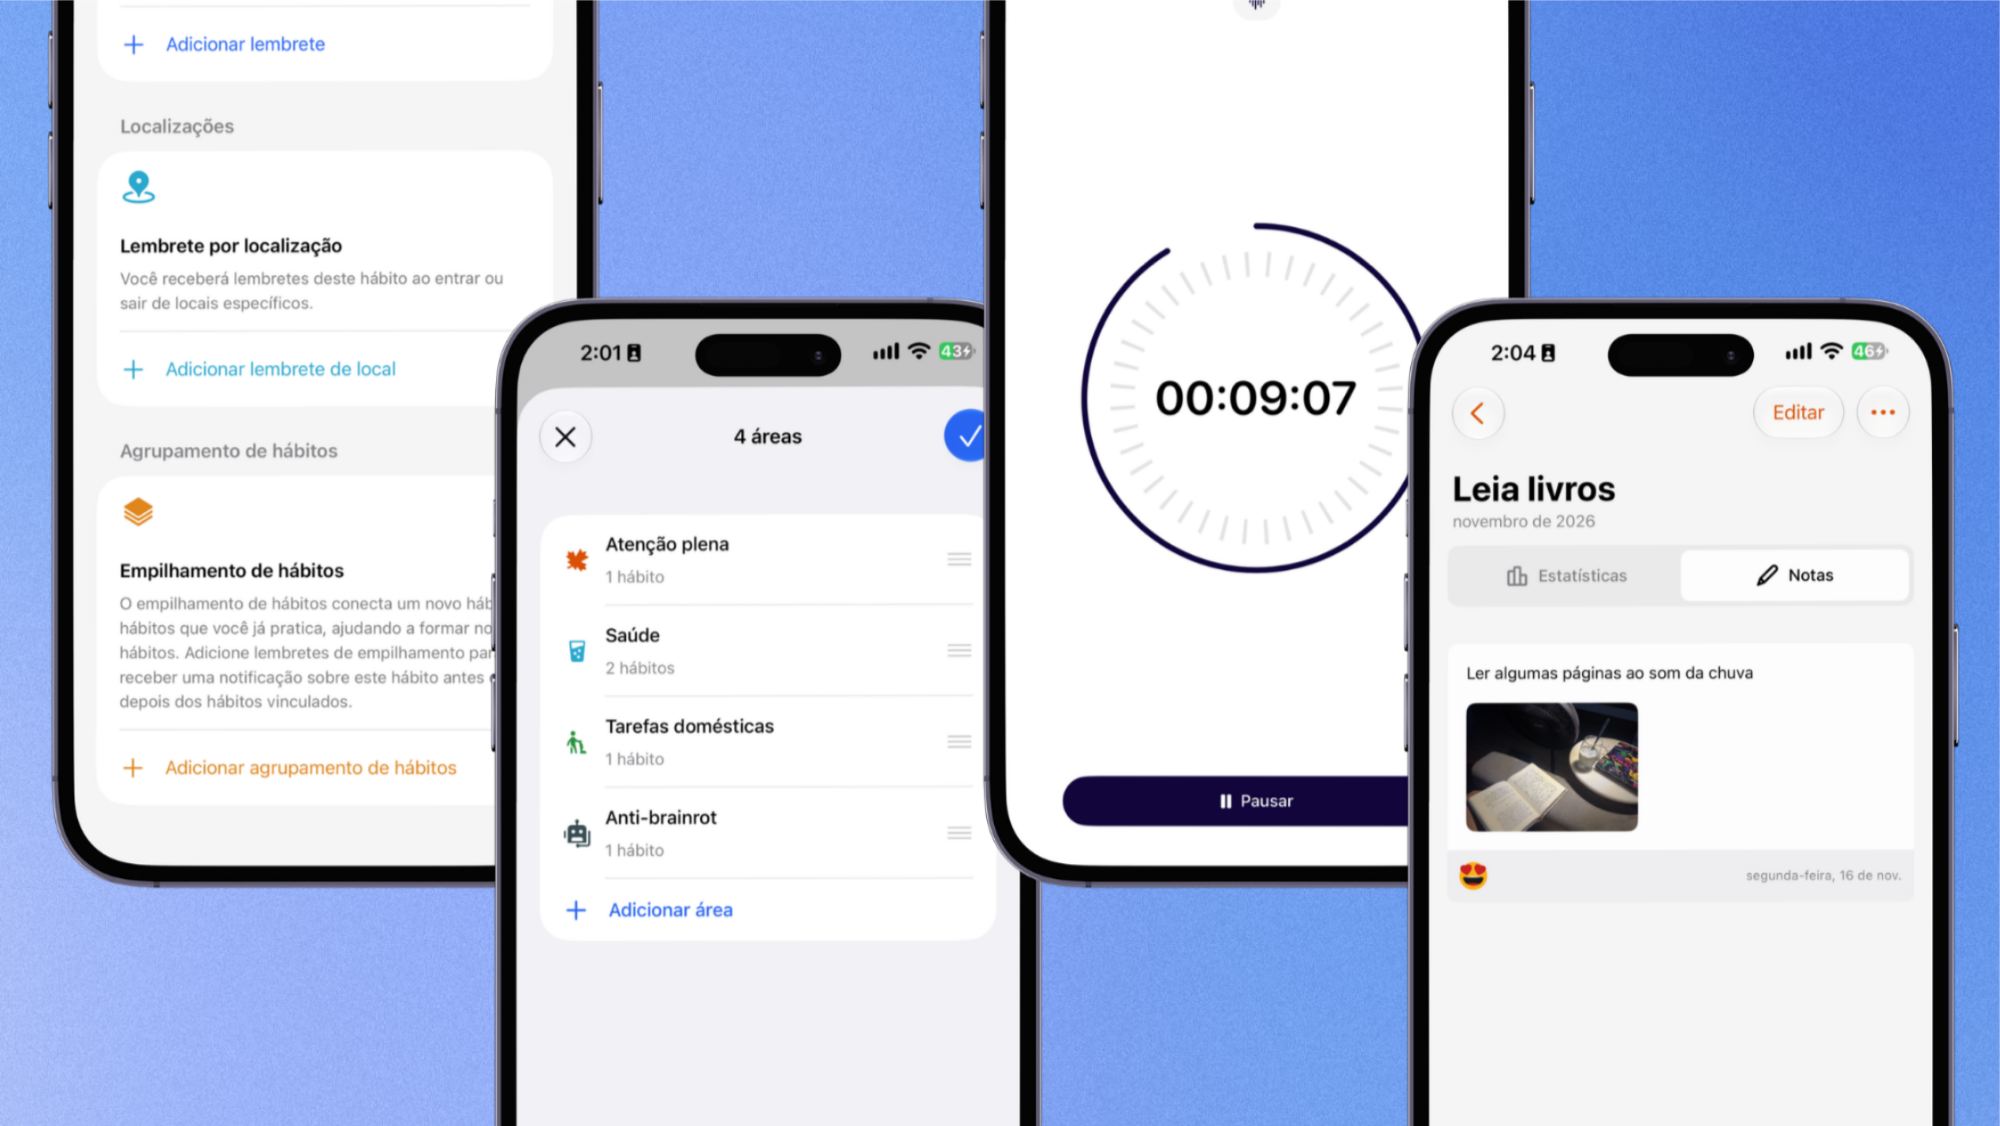 Adicionar lembrete
Localizações
Lembrete por localização
Você receberá lembretes deste hábito ao entrar ou
sair de locais específicos.
Adicionar lembrete de local
Agrupamento de hábitos
Empilhamento de hábitos
O empilhamento de hábitos conecta um novo háb
hábitos que você já pratica, ajudando a formar no
hábitos. Adicione lembretes de empilhamento par
receber uma notificação sobre este hábito antes
depois dos hábitos vinculados.
Adicionar agrupamento de hábitos
2:01
43
4 áreas
Atenção plena
1 hábito
Saúde
2 hábitos
Tarefas domésticas
1 hábito
Anti-brainrot
1 hábito
Adicionar área
00:09:07
Pausar
2:04
46
Editar
Leia livros
novembro de 2026
Estatísticas
Notas
Ler algumas páginas ao som da chuva
segunda-feira, 16 de nov.